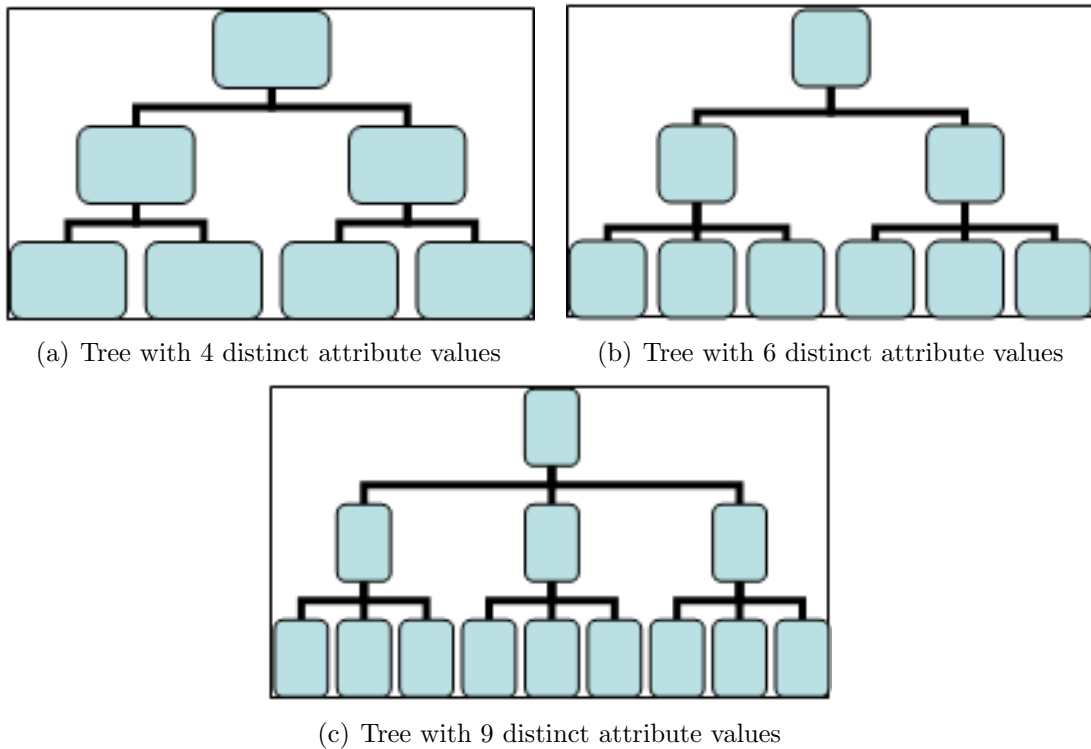 (a) Tree with 4 distinct attribute values
(b) Tree with 6 distinct attribute values
(c) Tree with 9 distinct attribute values